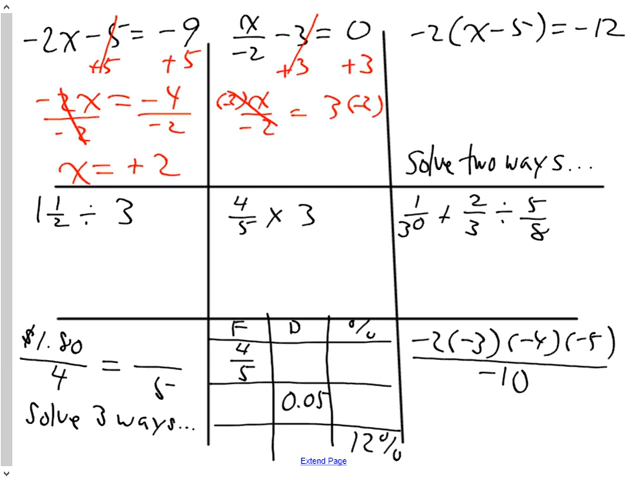 -2x - 5 = -9
+5 +5
-2x = -4
-2 -2
x = +2
x/-2 - 3 = 0
+3 +3
(-2)x/-2 = 3(-2)
-2(x-5) = -12
Solve two ways...
1 1/2 ÷ 3
4/5 x 3
1/30 + 2/3 ÷ 5/8
$1.80/4 = __/5
Solve 3 ways...
F D %
4/5
0.05
12%
-2(-3)(-4)(-5)
-10
Extend Page